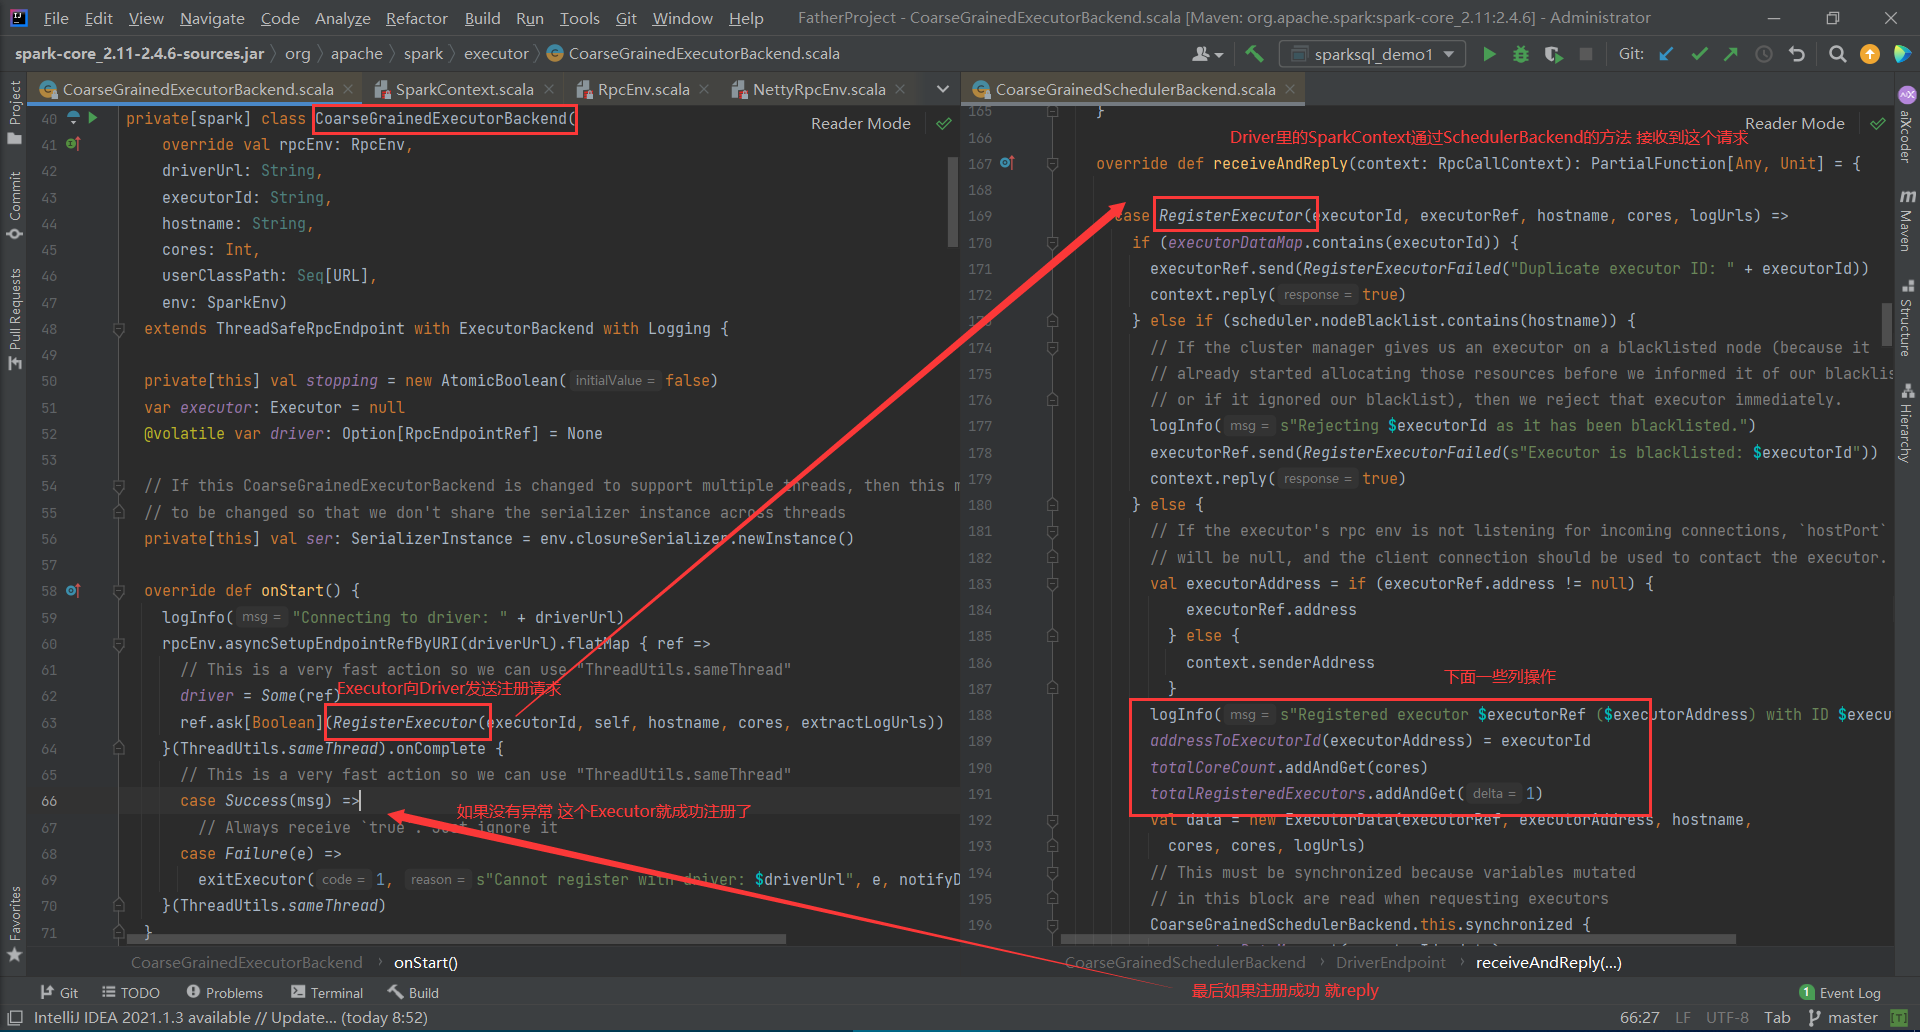 File Edit View Navigate Code Analyze Refactor Build Run Tools Git Window Help FatherProject - CoarseGrainedExecutorBackend.scala [Maven: org.apache.spark:spark-core_2.11:2.4.6] - Administrator
spark-core_2.11-2.4.6-sources.jar org apache spark executor CoarseGrainedExecutorBackend.scala sparksql_demo1 Git:
CoarseGrainedExecutorBackend.scala SparkContext.scala RpcEnv.scala NettyRpcEnv.scala
Project
Commit
Pull Requests
Favorites
Reader Mode
40 private[spark] class CoarseGrainedExecutorBackend(
41 override val rpcEnv: RpcEnv,
42 driverUrl: String,
43 executorId: String,
44 hostname: String,
45 cores: Int,
46 userClassPath: Seq[URL],
47 env: SparkEnv)
48 extends ThreadSafeRpcEndpoint with ExecutorBackend with Logging {
49
50 private[this] val stopping = new AtomicBoolean( initialValue = false)
51 var executor: Executor = null
52 @volatile var driver: Option[RpcEndpointRef] = None
53
54 // If this CoarseGrainedExecutorBackend is changed to support multiple threads, then this m
55 // to be changed so that we don't share the serializer instance across threads
56 private[this] val ser: SerializerInstance = env.closureSerializer.newInstance()
57
58 override def onStart() {
59 logInfo( msg = "Connecting to driver: " + driverUrl)
60 rpcEnv.asyncSetupEndpointRefByURI(driverUrl).flatMap { ref =>
61 // This is a very fast action so we can use "ThreadUtils.sameThread"
62 driver = Some(ref)
Executor向Driver发送注册请求
63 ref.ask[Boolean](RegisterExecutor(executorId, self, hostname, cores, extractLogUrls))
64 }(ThreadUtils.sameThread).onComplete {
65 // This is a very fast action so we can use "ThreadUtils.sameThread"
66 case Success(msg) =>
如果没有异常 这个Executor就成功注册了
67 // Always receive `true`. Just ignore it
68 case Failure(e) =>
69 exitExecutor( code = 1, reason = s"Cannot register with driver: $driverUrl", e, notifyD
70 }(ThreadUtils.sameThread)
71 }
CoarseGrainedExecutorBackend onStart()
CoarseGrainedSchedulerBackend.scala
165 }
166
Reader Mode
Driver里的SparkContext通过SchedulerBackend的方法 接收到这个请求
167 override def receiveAndReply(context: RpcCallContext): PartialFunction[Any, Unit] = {
168
169 case RegisterExecutor(executorId, executorRef, hostname, cores, logUrls) =>
170 if (executorDataMap.contains(executorId)) {
171 executorRef.send(RegisterExecutorFailed("Duplicate executor ID: " + executorId))
172 context.reply( response = true)
173 } else if (scheduler.nodeBlacklist.contains(hostname)) {
174 // If the cluster manager gives us an executor on a blacklisted node (because it
175 // already started allocating those resources before we informed it of our blacklis
176 // or if it ignored our blacklist), then we reject that executor immediately.
177 logInfo( msg = s"Rejecting $executorId as it has been blacklisted.")
178 executorRef.send(RegisterExecutorFailed(s"Executor is blacklisted: $executorId"))
179 context.reply( response = true)
180 } else {
181 // If the executor's rpc env is not listening for incoming connections, `hostPort`
182 // will be null, and the client connection should be used to contact the executor.
183 val executorAddress = if (executorRef.address != null) {
184 executorRef.address
185 } else {
186 context.senderAddress
187 }
下面一些列操作
188 logInfo( msg = s"Registered executor $executorRef ($executorAddress) with ID $execu
189 addressToExecutorId(executorAddress) = executorId
190 totalCoreCount.addAndGet(cores)
191 totalRegisteredExecutors.addAndGet( delta = 1)
192 val data = new ExecutorData(executorRef, executorAddress, hostname,
193 cores, cores, logUrls)
194 // This must be synchronized because variables mutated
195 // in this block are read when requesting executors
196 CoarseGrainedSchedulerBackend.this.synchronized {
CoarseGrainedSchedulerBackend DriverEndpoint receiveAndReply(...)
最后如果注册成功 就reply
aiXcoder
Maven
Structure
Hierarchy
Git TODO Problems Terminal Build 1 Event Log
IntelliJ IDEA 2021.1.3 available // Update... (today 8:52) 66:27 LF UTF-8 Tab master